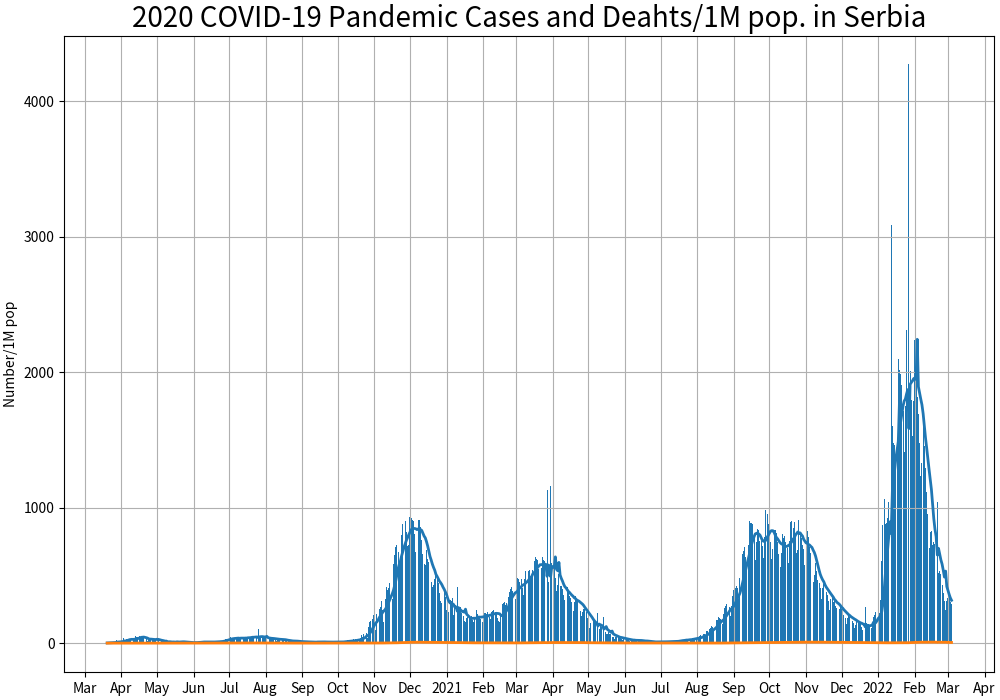 2020 COVID-19 Pandemic Cases and Deahts/1M pop. in Serbia
Number/1M pop
4000
3000
2000
1000
0
Mar Apr May Jun Jul Aug Sep Oct Nov Dec 2021 Feb Mar Apr May Jun Jul Aug Sep Oct Nov Dec 2022 Feb Mar Apr